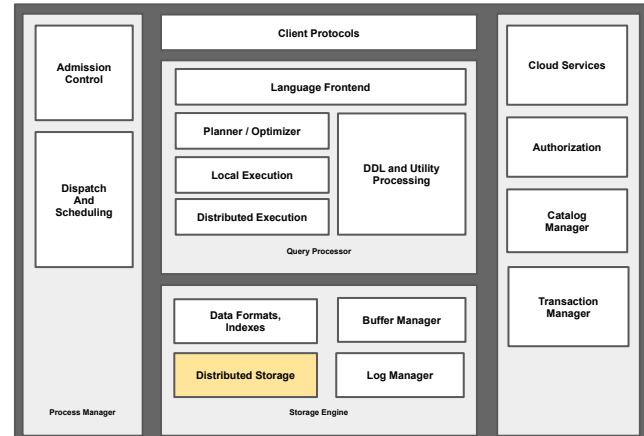 Admission
Control
Dispatch
And
Scheduling
Process Manager
Client Protocols
Language Frontend
Planner / Optimizer
Local Execution
Distributed Execution
DDL and Utility
Processing
Query Processor
Data Formats,
Indexes
Buffer Manager
Distributed Storage
Log Manager
Storage Engine
Cloud Services
Authorization
Catalog
Manager
Transaction
Manager